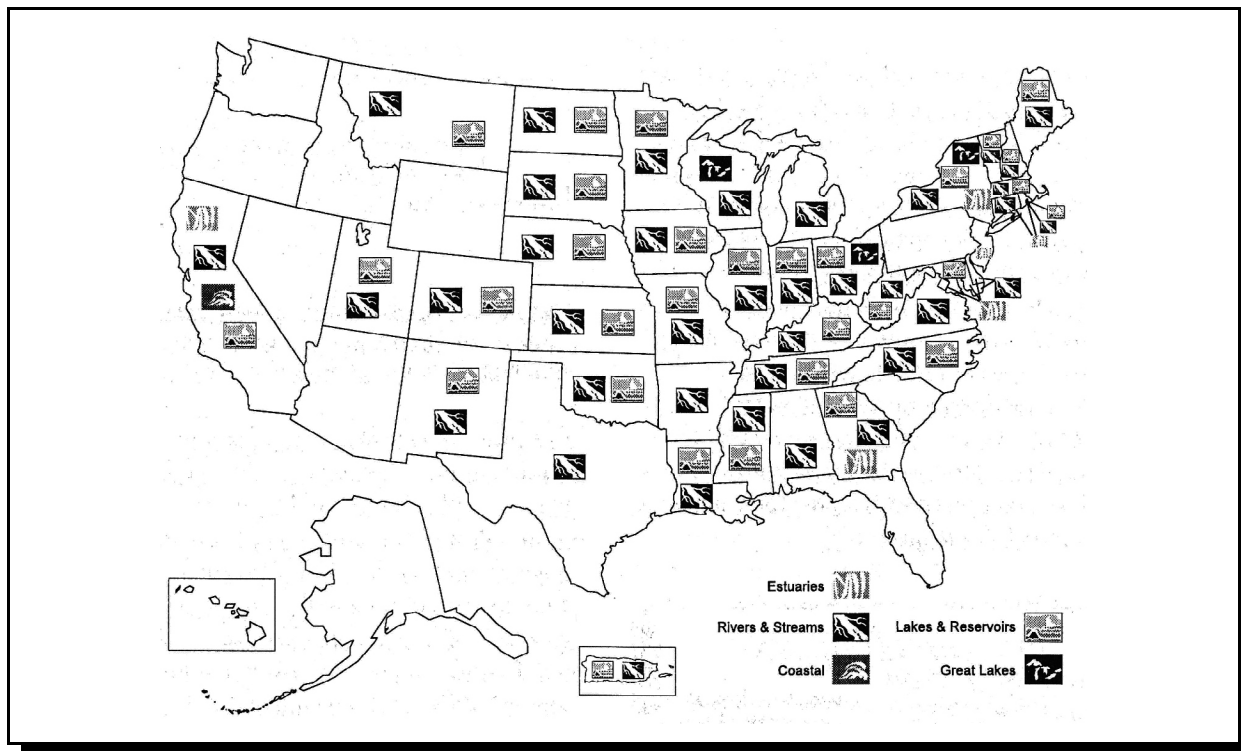 Estuaries
Rivers & Streams
Lakes & Reservoirs
Coastal
Great Lakes